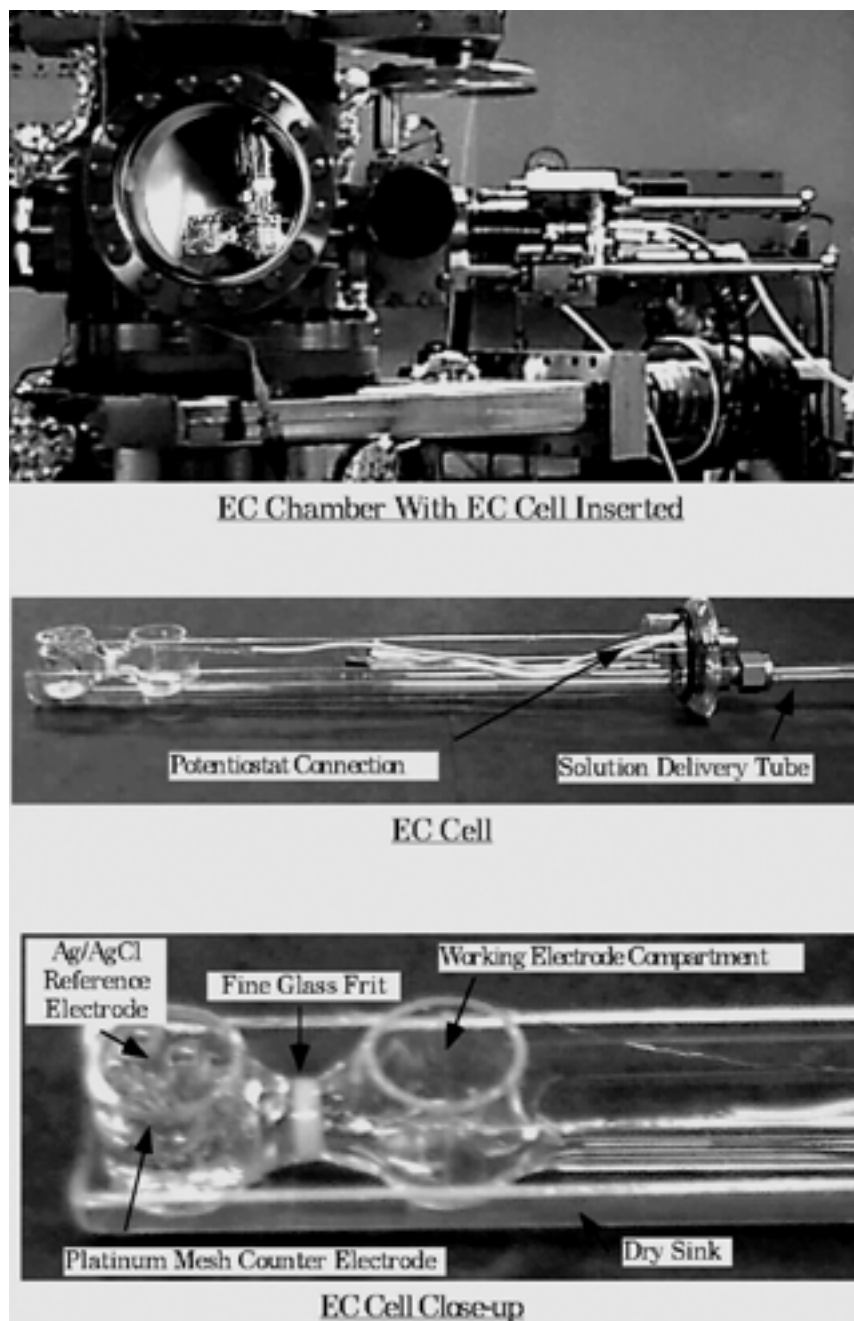 EC Chamber With EC Cell Inserted
Potentiostat Connection
Solution Delivery Tube
EC Cell
Ag/AgCl
Reference
Electrode
Fine Glass Frit
Working Electrode Compartment
Platinum Mesh Counter Electrode
Dry Sink
EC Cell Close-up